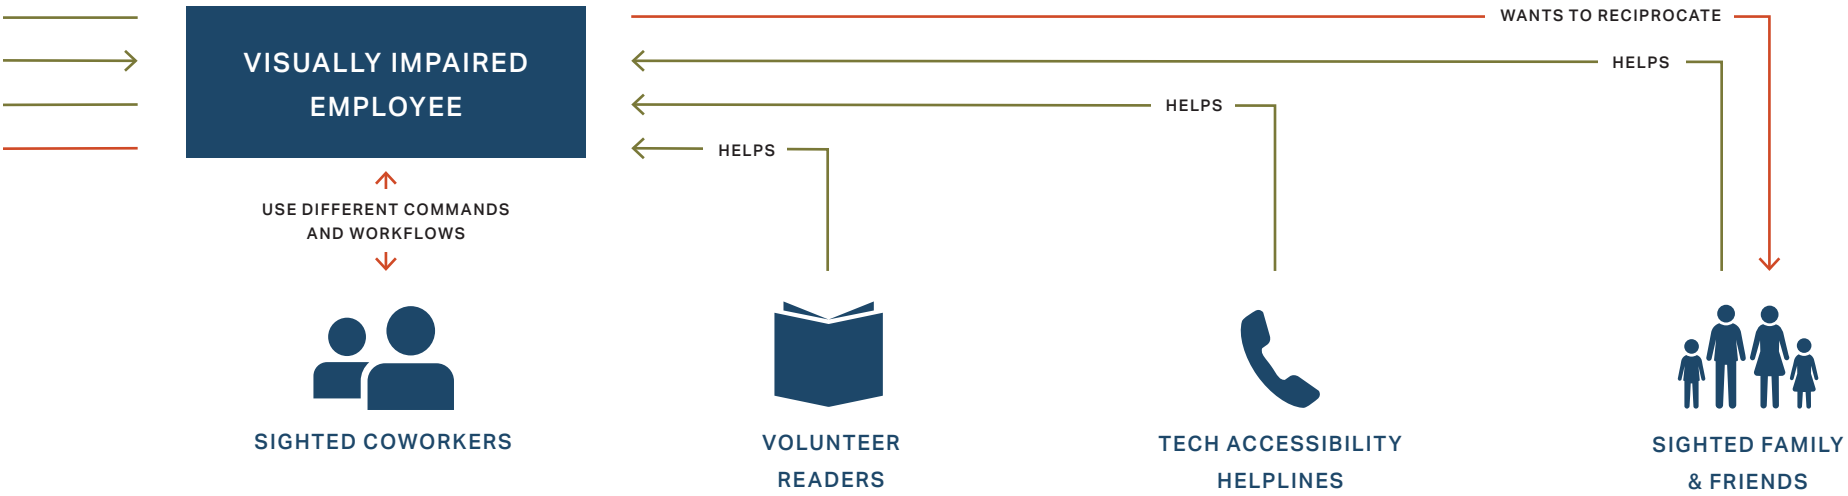 WANTS TO RECIPROCATE
VISUALLY IMPAIRED
EMPLOYEE
HELPS
HELPS
HELPS
USE DIFFERENT COMMANDS
AND WORKFLOWS
SIGHTED COWORKERS
VOLUNTEER
READERS
TECH ACCESSIBILITY
HELPLINES
SIGHTED FAMILY
& FRIENDS